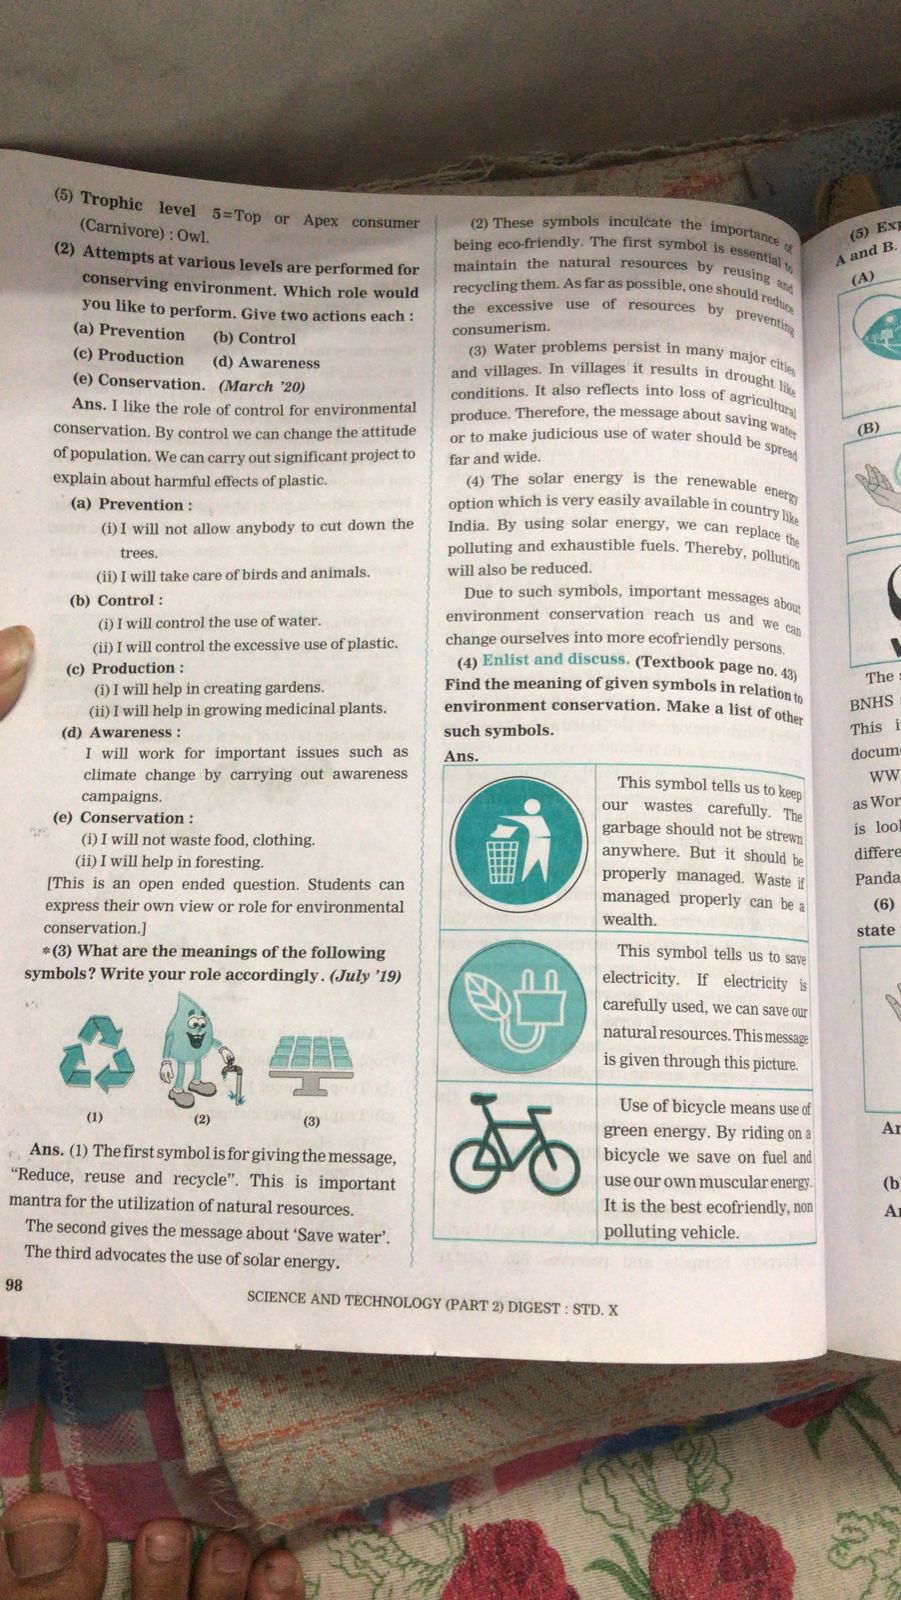 (5) Trophic level 5=Top or Apex consumer
(Carnivore) : Owl.
(2) Attempts at various levels are performed for
conserving environment. Which role would
you like to perform. Give two actions each :
(a) Prevention (b) Control
(c) Production (d) Awareness
(e) Conservation. (March '20)
Ans. I like the role of control for environmental
conservation. By control we can change the attitude
of population. We can carry out significant project to
explain about harmful effects of plastic.
(a) Prevention :
(i) I will not allow anybody to cut down the
trees.
(ii) I will take care of birds and animals.
(b) Control :
(i) I will control the use of water.
(ii) I will control the excessive use of plastic.
(c) Production :
(i) I will help in creating gardens.
(ii) I will help in growing medicinal plants.
(d) Awareness :
I will work for important issues such as
climate change by carrying out awareness
campaigns.
(e) Conservation :
(i) I will not waste food, clothing.
(ii) I will help in foresting.
[This is an open ended question. Students can
express their own view or role for environmental
conservation.]
*(3) What are the meanings of the following
symbols? Write your role accordingly. (July '19)
(1) (2) (3)
Ans. (1) The first symbol is for giving the message,
"Reduce, reuse and recycle". This is important
mantra for the utilization of natural resources.
The second gives the message about 'Save water'.
The third advocates the use of solar energy.
(2) These symbols inculcate the importance of
being eco-friendly. The first symbol is essential to
maintain the natural resources by reusing and
recycling them. As far as possible, one should reduce
the excessive use of resources by preventing
consumerism.
(3) Water problems persist in many major cities
and villages. In villages it results in drought like
conditions. It also reflects into loss of agricultural
produce. Therefore, the message about saving water
or to make judicious use of water should be spread
far and wide.
(4) The solar energy is the renewable energy
option which is very easily available in country like
India. By using solar energy, we can replace the
polluting and exhaustible fuels. Thereby, pollution
will also be reduced.
Due to such symbols, important messages about
environment conservation reach us and we can
change ourselves into more ecofriendly persons.
(4) Enlist and discuss. (Textbook page no. 43)
Find the meaning of given symbols in relation to
environment conservation. Make a list of other
such symbols.
Ans.
This symbol tells us to keep
our wastes carefully. The
garbage should not be strewn
anywhere. But it should be
properly managed. Waste if
managed properly can be a
wealth.
This symbol tells us to save
electricity. If electricity is
carefully used, we can save our
natural resources. This message
is given through this picture.
Use of bicycle means use of
green energy. By riding on a
bicycle we save on fuel and
use our own muscular energy.
It is the best ecofriendly, non
polluting vehicle.
98
SCIENCE AND TECHNOLOGY (PART 2) DIGEST : STD. X
(5)
A and B.
(A)
(B)
The
BNHS
This
WW
as Wor
is
Panda
(6)
state
(b